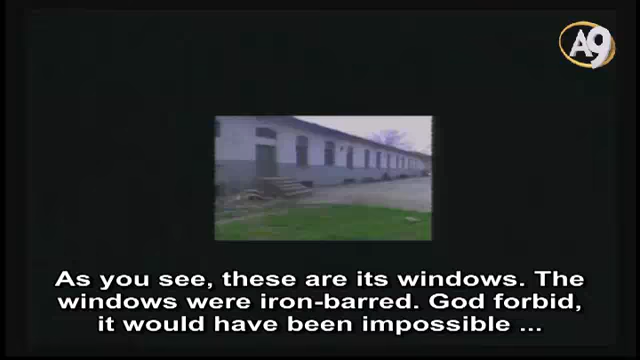 A9
As you see, these are its windows. The
windows were iron-barred. God forbid,
it would have been impossible ...